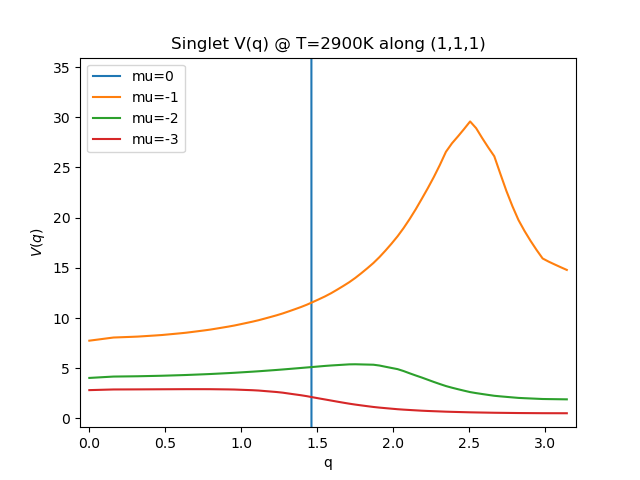 Singlet V(q) @ T=2900K along (1,1,1)
mu=0
mu=-1
mu=-2
mu=-3
V(q)
35
30
25
20
15
10
5
0
0.0 0.5 1.0 1.5 2.0 2.5 3.0
q